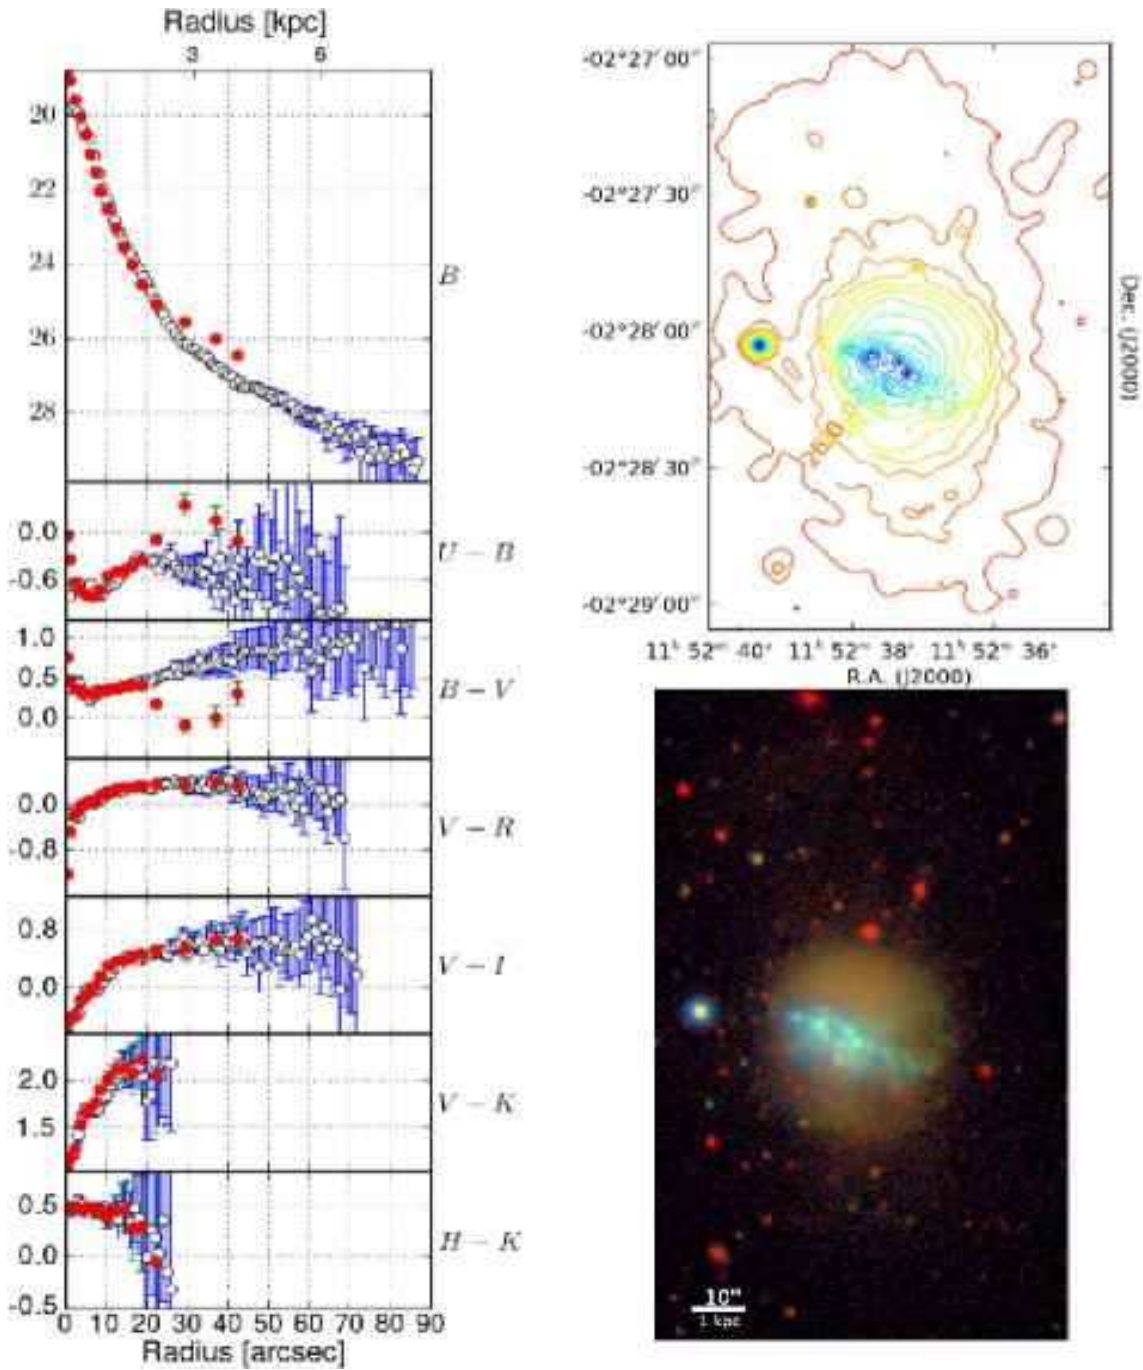 Radius [kpc]
3 6
20
22
24
26
28
B
0.0
-0.6
U - B
1.0
0.5
0.0
B - V
0.0
-0.8
V - R
0.8
0.0
V - I
2.0
1.5
V - K
0.5
0.0
-0.5
H - K
0 10 20 30 40 50 60 70 80 90
Radius [arcsec]
-02°27′00″
-02°27′30″
-02°28′00″
-02°28′30″
-02°29′00″
Dec. (J2000)
11ʰ 52ᵐ 40ˢ 11ˢ 52ᵐ 38ˢ 11ˢ 52ᵐ 36ˢ
R.A. (J2000)
10"
1 kpc